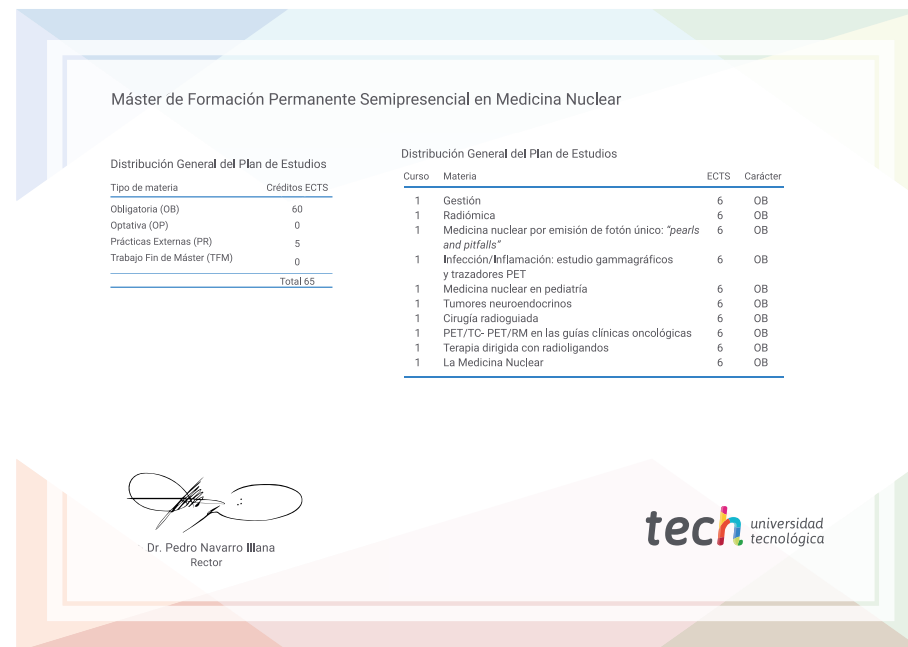 Máster de Formación Permanente Semipresencial en Medicina Nuclear
Distribución General del Plan de Estudios
Tipo de materia Créditos ECTS
Obligatoria (OB) 60
Optativa (OP) 0
Prácticas Externas (PR) 5
Trabajo Fin de Máster (TFM) 0
Total 65
Distribución General del Plan de Estudios
Curso Materia ECTS Carácter
1 Gestión 6 OB
1 Radiómica 6 OB
1 Medicina nuclear por emisión de fotón único: “pearls 6 OB
and pitfalls”
1 Infección/Inflamación: estudio gammagráficos 6 OB
y trazadores PET
1 Medicina nuclear en pediatría 6 OB
1 Tumores neuroendocrinos 6 OB
1 Cirugía radioguiada 6 OB
1 PET/TC- PET/RM en las guías clínicas oncológicas 6 OB
1 Terapia dirigida con radioligandos 6 OB
1 La Medicina Nuclear 6 OB
Dr. Pedro Navarro Illana
Rector
tech universidad
tecnológica